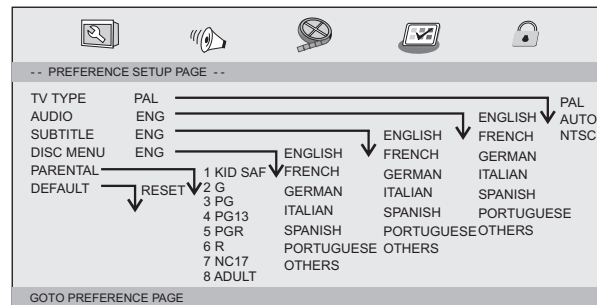 -- PREFERENCE SETUP PAGE --
TV TYPE PAL
AUDIO ENG
SUBTITLE ENG
DISC MENU ENG
PARENTAL
DEFAULT
RESET
1 KID SAF
2 G
3 PG
4 PG13
5 PGR
6 R
7 NC17
8 ADULT
ENGLISH
FRENCH
GERMAN
ITALIAN
SPANISH
PORTUGUESE
OTHERS
ENGLISH
FRENCH
GERMAN
ITALIAN
SPANISH
PORTUGUESE
OTHERS
ENGLISH
FRENCH
GERMAN
ITALIAN
SPANISH
PORTUGUESE
OTHERS
PAL
AUTO
NTSC
GOTO PREFERENCE PAGE